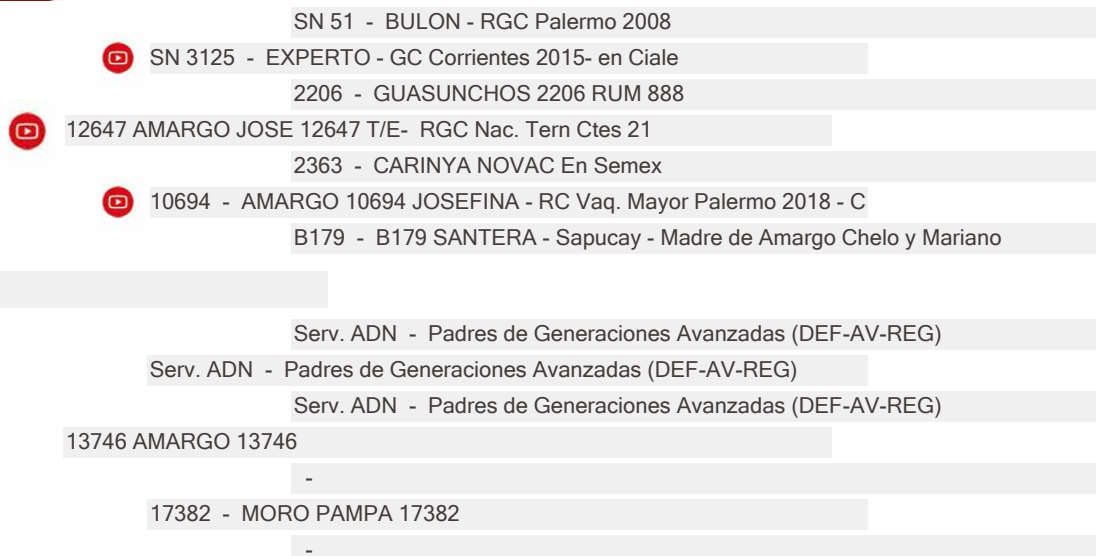 SN 51 - BULON - RGC Palermo 2008
SN 3125 - EXPERTO - GC Corrientes 2015- en Ciale
2206 - GUASUNCHOS 2206 RUM 888
12647 AMARGO JOSE 12647 T/E- RGC Nac. Tern Ctes 21
2363 - CARINYA NOVAC En Semex
10694 - AMARGO 10694 JOSEFINA - RC Vaq. Mayor Palermo 2018 - C
B179 - B179 SANTERA - Sapucay - Madre de Amargo Chelo y Mariano
Serv. ADN - Padres de Generaciones Avanzadas (DEF-AV-REG)
Serv. ADN - Padres de Generaciones Avanzadas (DEF-AV-REG)
Serv. ADN - Padres de Generaciones Avanzadas (DEF-AV-REG)
13746 AMARGO 13746
-
17382 - MORO PAMPA 17382
-